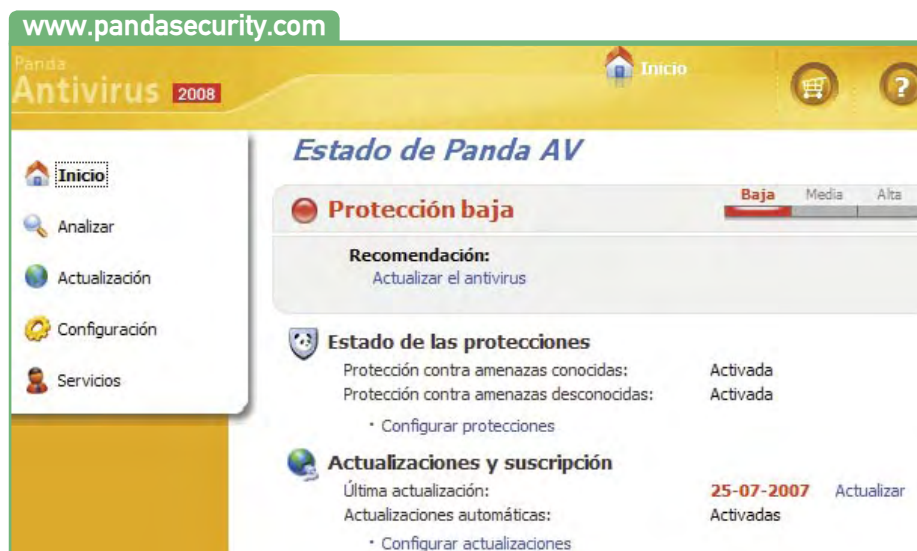 www.pandasecurity.com
Panda
Antivirus 2008
Inicio
?
Inicio
Analizar
Actualización
Configuración
Servicios
Estado de Panda AV
Protección baja
Baja Media Alta
Recomendación:
Actualizar el antivirus
Estado de las protecciones
Protección contra amenazas conocidas: Activada
Protección contra amenazas desconocidas: Activada
· Configurar protecciones
Actualizaciones y suscripción
Última actualización: 25-07-2007 Actualizar
Actualizaciones automáticas: Activadas
· Configurar actualizaciones